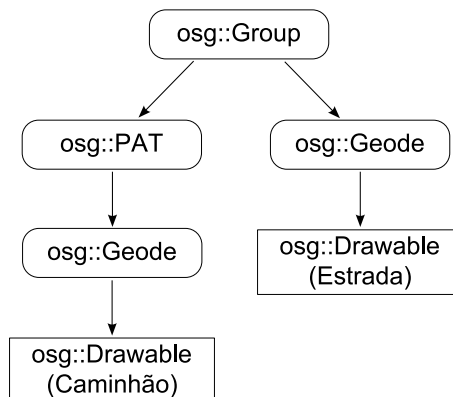 osg::Group
osg::PAT
osg::Geode
osg::Geode
osg::Drawable
(Estrada)
osg::Drawable
(Caminhão)